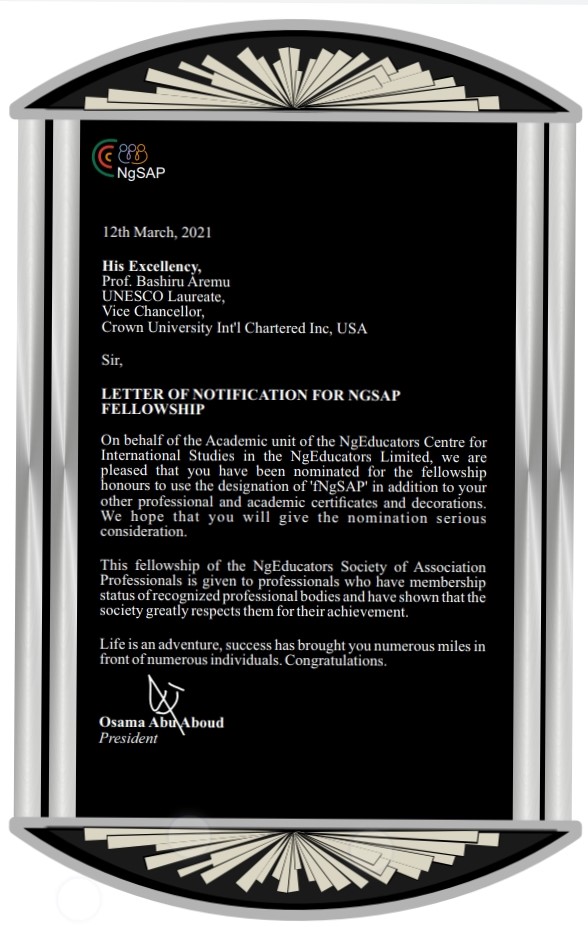 NgSAP
12th March, 2021
His Excellency,
Prof. Bashiru Aremu
UNESCO Laureate,
Vice Chancellor,
Crown University Int'l Chartered Inc, USA
Sir,
LETTER OF NOTIFICATION FOR NGSAP
FELLOWSHIP
On behalf of the Academic unit of the NgEducators Centre for
International Studies in the NgEducators Limited, we are
pleased that you have been nominated for the fellowship
honours to use the designation of 'fNgSAP' in addition to your
other professional and academic certificates and decorations.
We hope that you will give the nomination serious
consideration.
This fellowship of the NgEducators Society of Association
Professionals is given to professionals who have membership
status of recognized professional bodies and have shown that the
society greatly respects them for their achievement.
Life is an adventure, success has brought you numerous miles in
front of numerous individuals. Congratulations.
Osama Abu Aboud
President